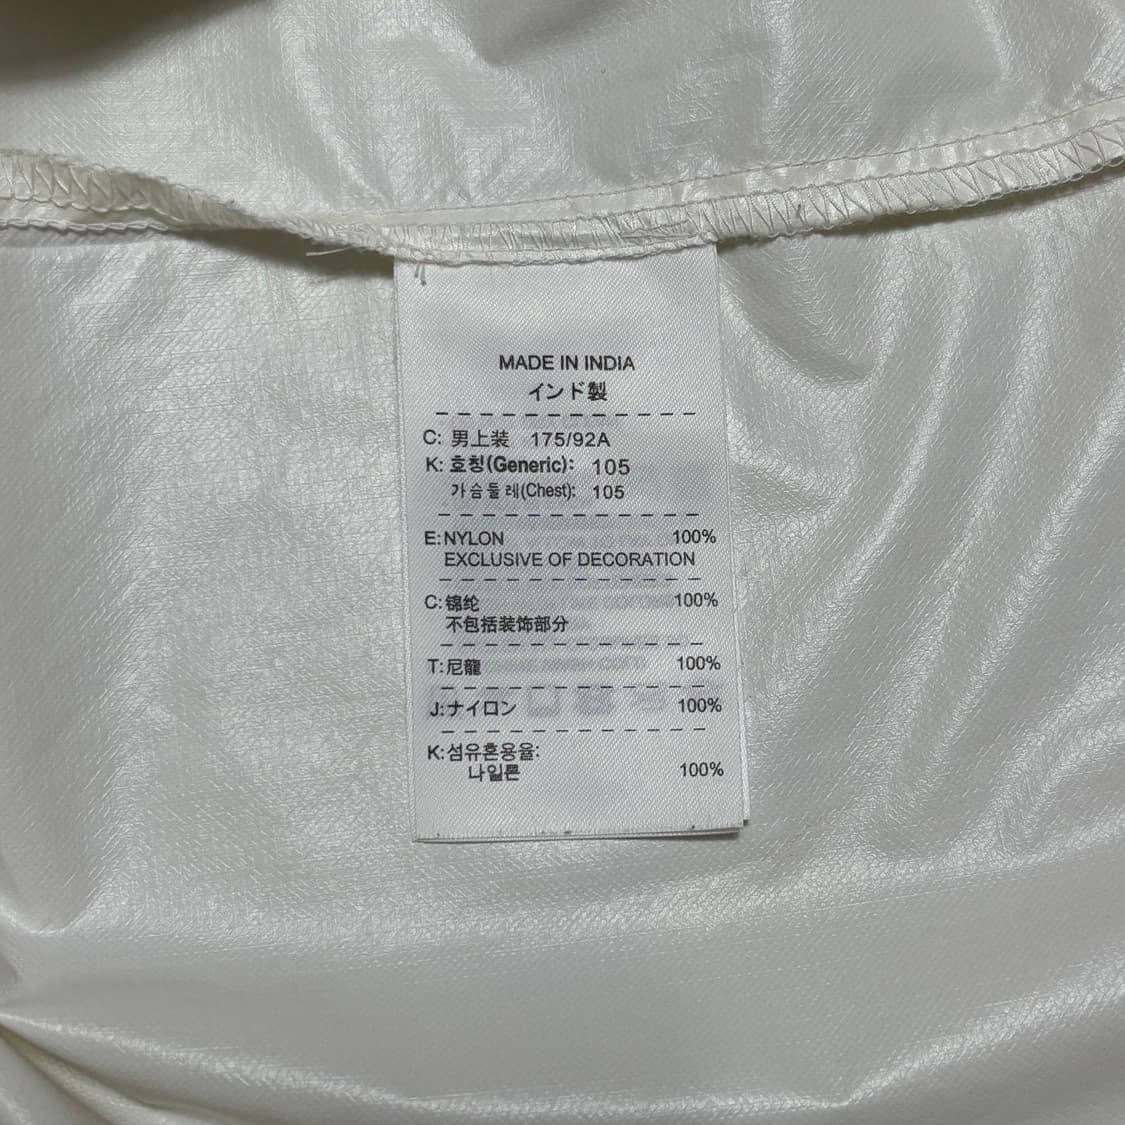 MADE IN INDIA
インド製
C: 男上装 175/92A
K: 호칭(Generic): 105
가슴둘레(Chest): 105
E:NYLON 100%
EXCLUSIVE OF DECORATION
C:锦纶 100%
不包括装饰部分
T:尼龍 100%
J:ナイロン 100%
K:섬유혼용율:
나일론 100%